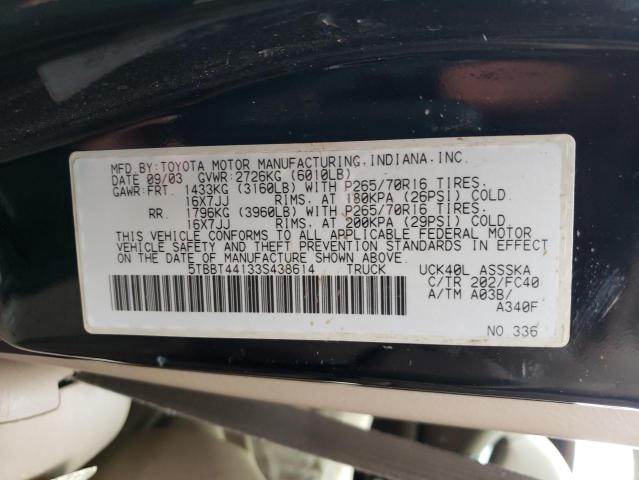 MFD.BY:TOYOTA MOTOR MANUFACTURING,INDIANA,INC.
DATE 09/03 GVWR:2726KG (6010LB)
GAWR:FRT. 1433KG (3160LB) WITH P265/70R16 TIRES,
16X7JJ RIMS, AT 180KPA (26PSI) COLD
RR. 1796KG (3960LB) WITH P265/70R16 TIRES,
16X7JJ RIMS, AT 200KPA (29PSI) COLD
THIS VEHICLE CONFORMS TO ALL APPLICABLE FEDERAL MOTOR
VEHICLE SAFETY AND THEFT PREVENTION STANDARDS IN EFFECT
ON THE DATE OF MANUFACTURE SHOWN ABOVE.
5TBBT44133S438614 TRUCK UCK40L ASSSKA
C/TR 202/FC40
A/TM A03B/
A340F
NO 336